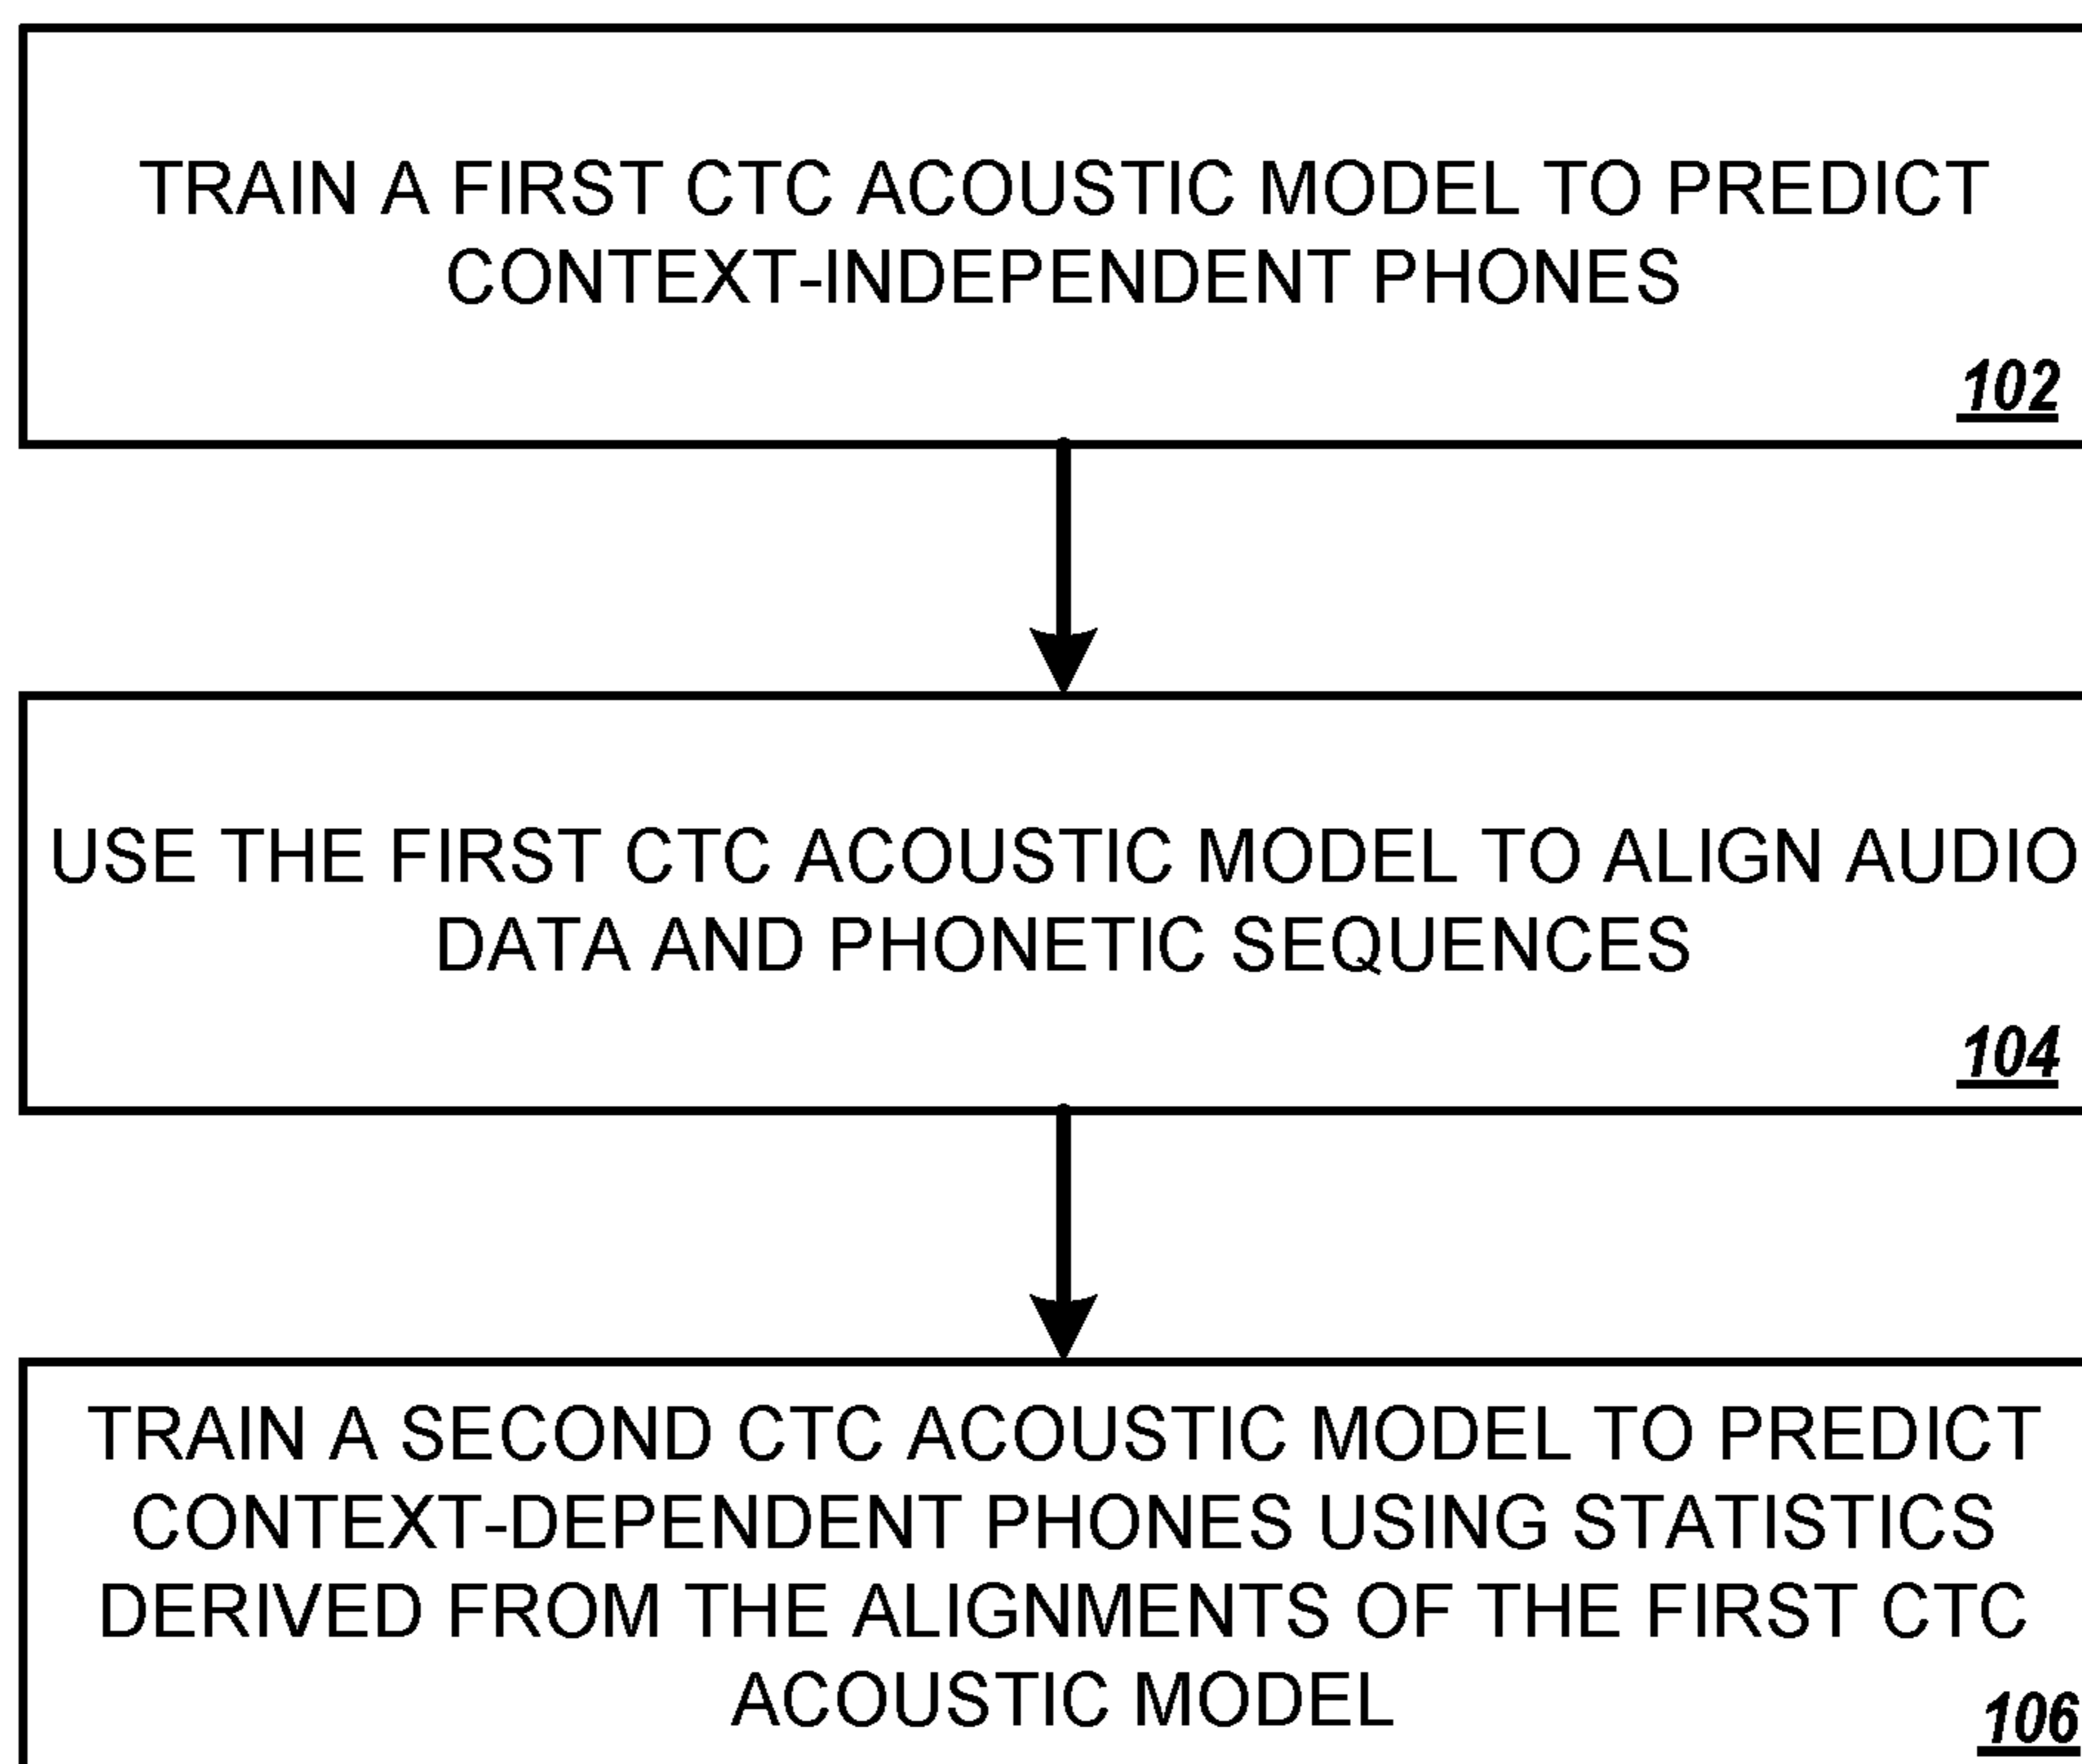 TRAIN A FIRST CTC ACOUSTIC MODEL TO PREDICT
CONTEXT-INDEPENDENT PHONES
102
USE THE FIRST CTC ACOUSTIC MODEL TO ALIGN AUDIO
DATA AND PHONETIC SEQUENCES
104
TRAIN A SECOND CTC ACOUSTIC MODEL TO PREDICT
CONTEXT-DEPENDENT PHONES USING STATISTICS
DERIVED FROM THE ALIGNMENTS OF THE FIRST CTC
ACOUSTIC MODEL
106